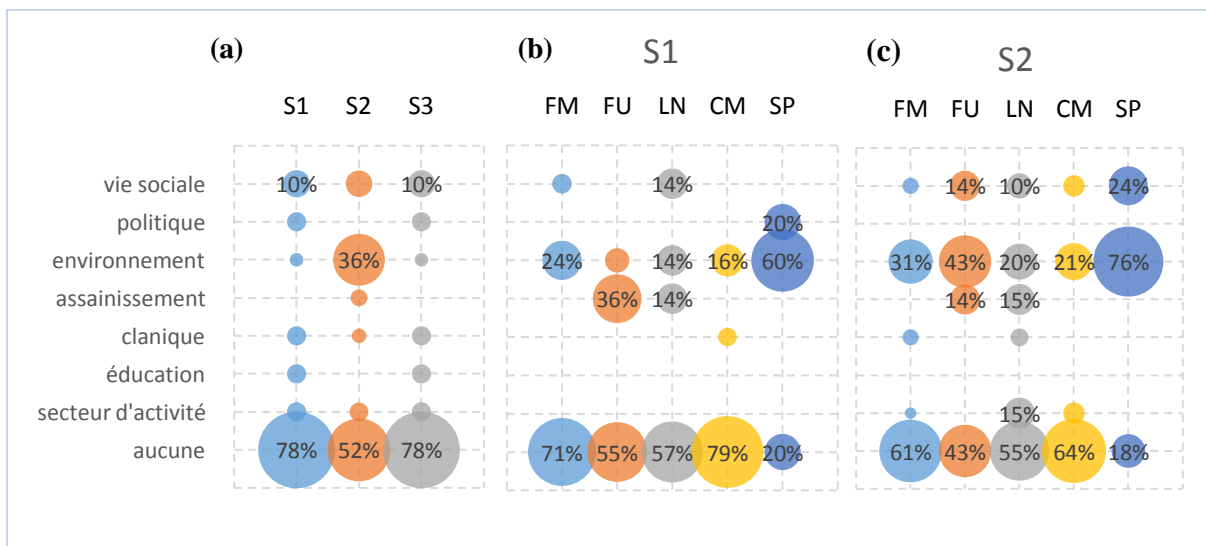 (a) (b) S1 (c) S2
S1 S2 S3 FM FU LN CM SP FM FU LN CM SP
vie sociale 10% 10% 14% 14% 10% 24%
politique 20%
environnement 36% 24% 14% 16% 60% 31% 43% 20% 21% 76%
assainissement 36% 14% 14% 15%
clanique
éducation
secteur d'activité 15%
aucune 78% 52% 78% 71% 55% 57% 79% 20% 61% 43% 55% 64% 18%